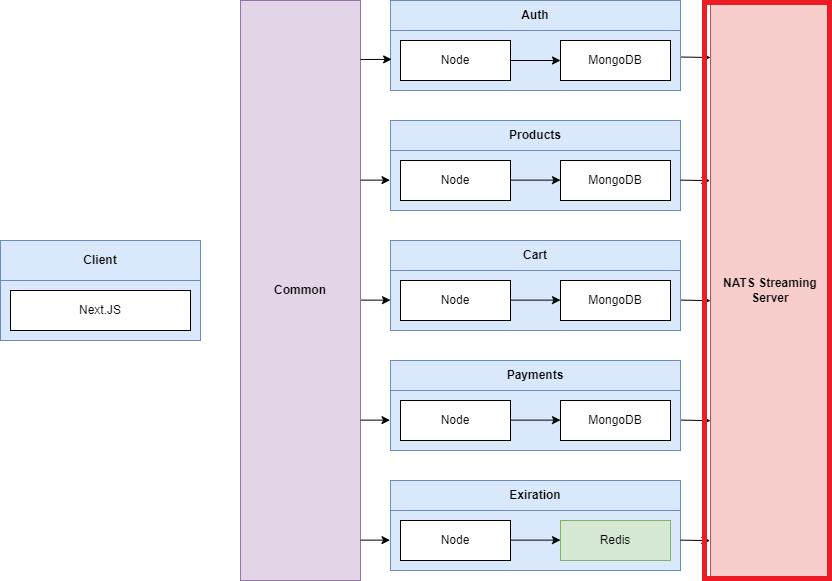 Auth
Node
MongoDB
Products
Node
MongoDB
Client
Next.JS
Common
Cart
Node
MongoDB
NATS Streaming
Server
Payments
Node
MongoDB
Exiration
Node
Redis